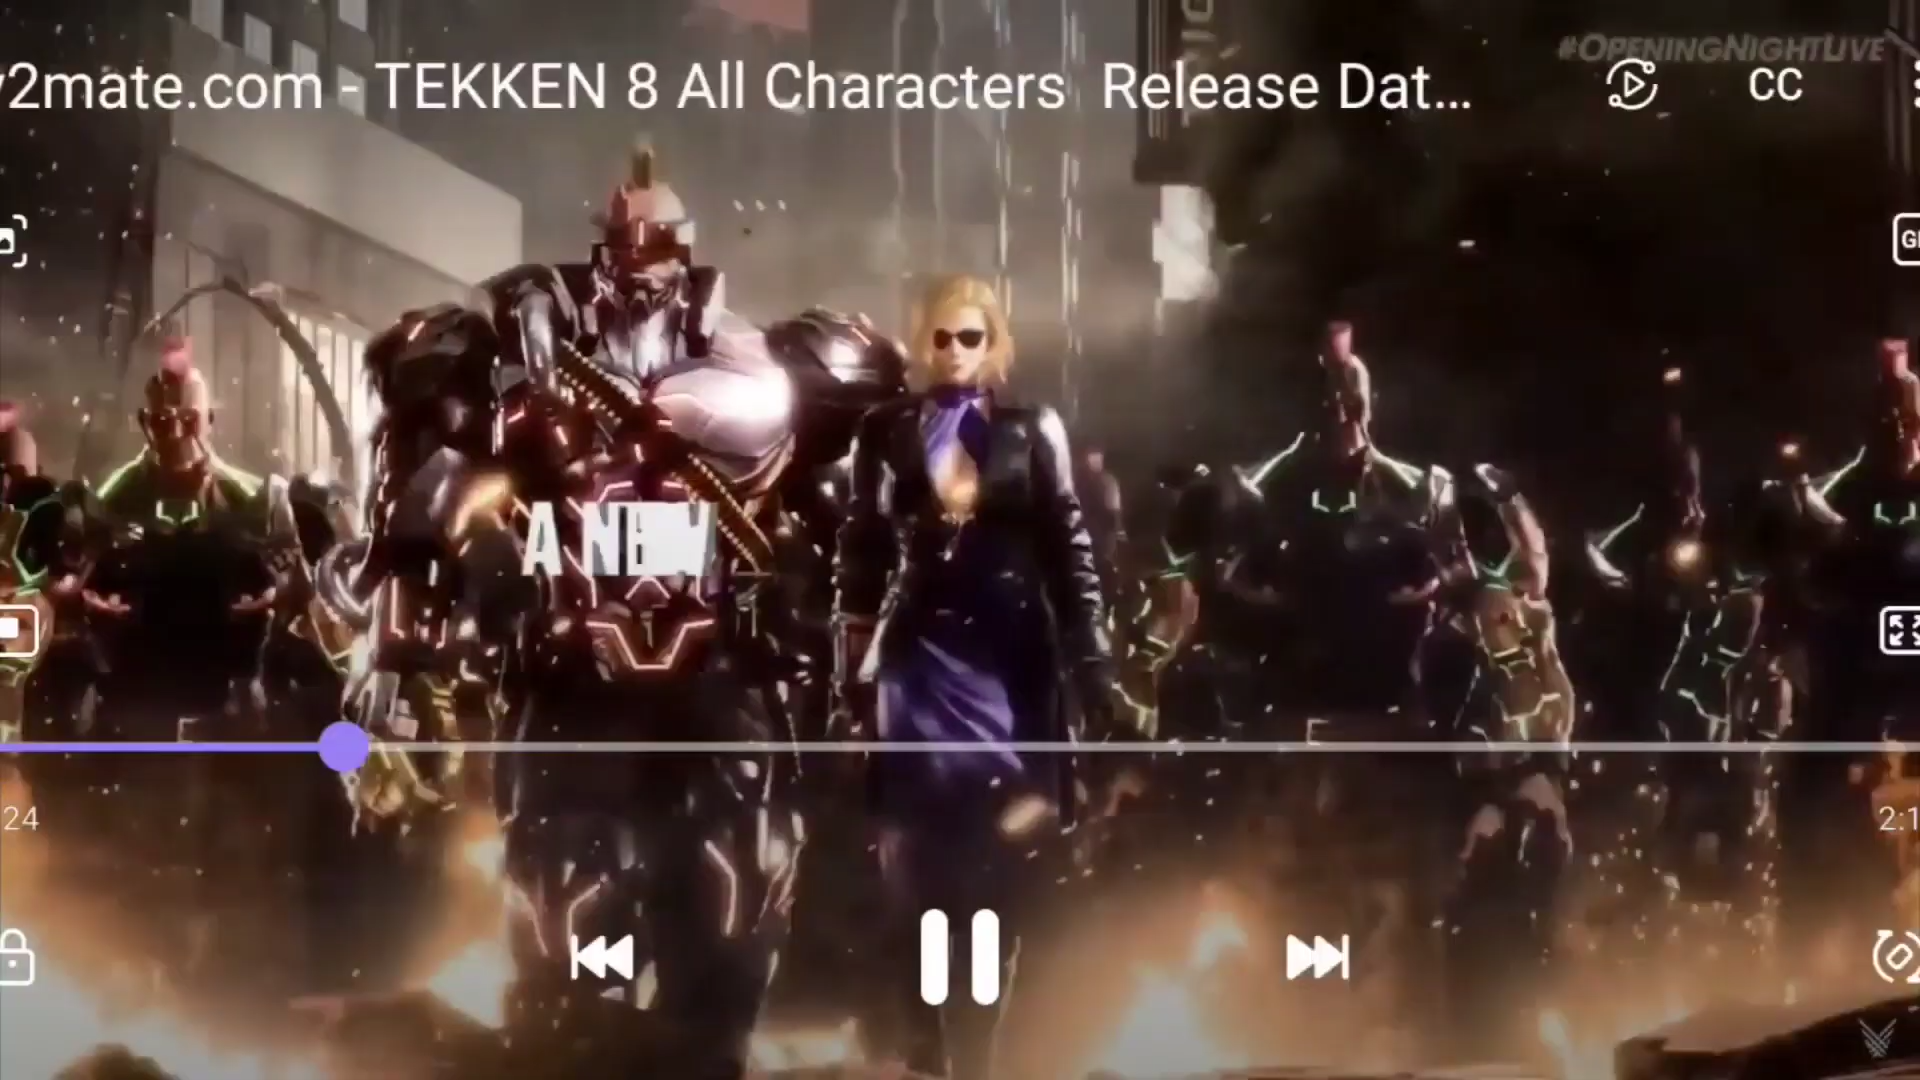 #OPENINGNIGHTLIVE
y2mate.com - TEKKEN 8 All Characters Release Dat...
CC
A NEW
24
2:1